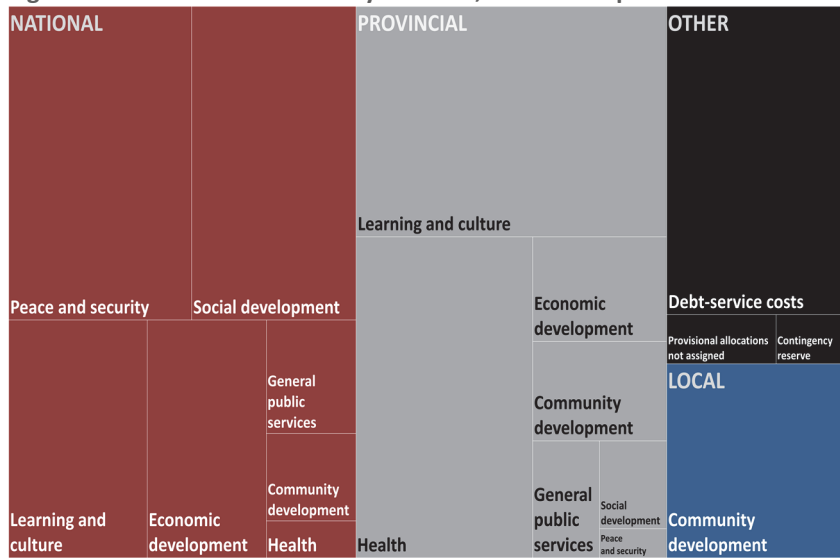 NATIONAL
Peace and security
Social development
Learning and
culture
Economic
development
General
public
services
Community
development
Health
PROVINCIAL
Learning and culture
Health
Economic
development
Community
development
General
public
services
Social
development
Peace
and security
OTHER
Debt-service costs
Provisional allocations
not assigned
Contingency
reserve
LOCAL
Community
development